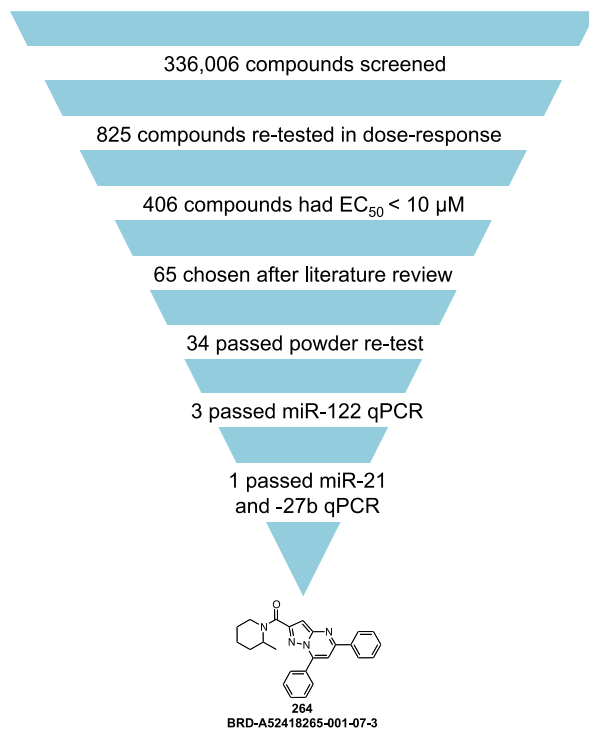 336,006 compounds screened
825 compounds re-tested in dose-response
406 compounds had EC50 < 10 µM
65 chosen after literature review
34 passed powder re-test
3 passed miR-122 qPCR
1 passed miR-21
and -27b qPCR
O
N
N
N
N
264
BRD-A52418265-001-07-3